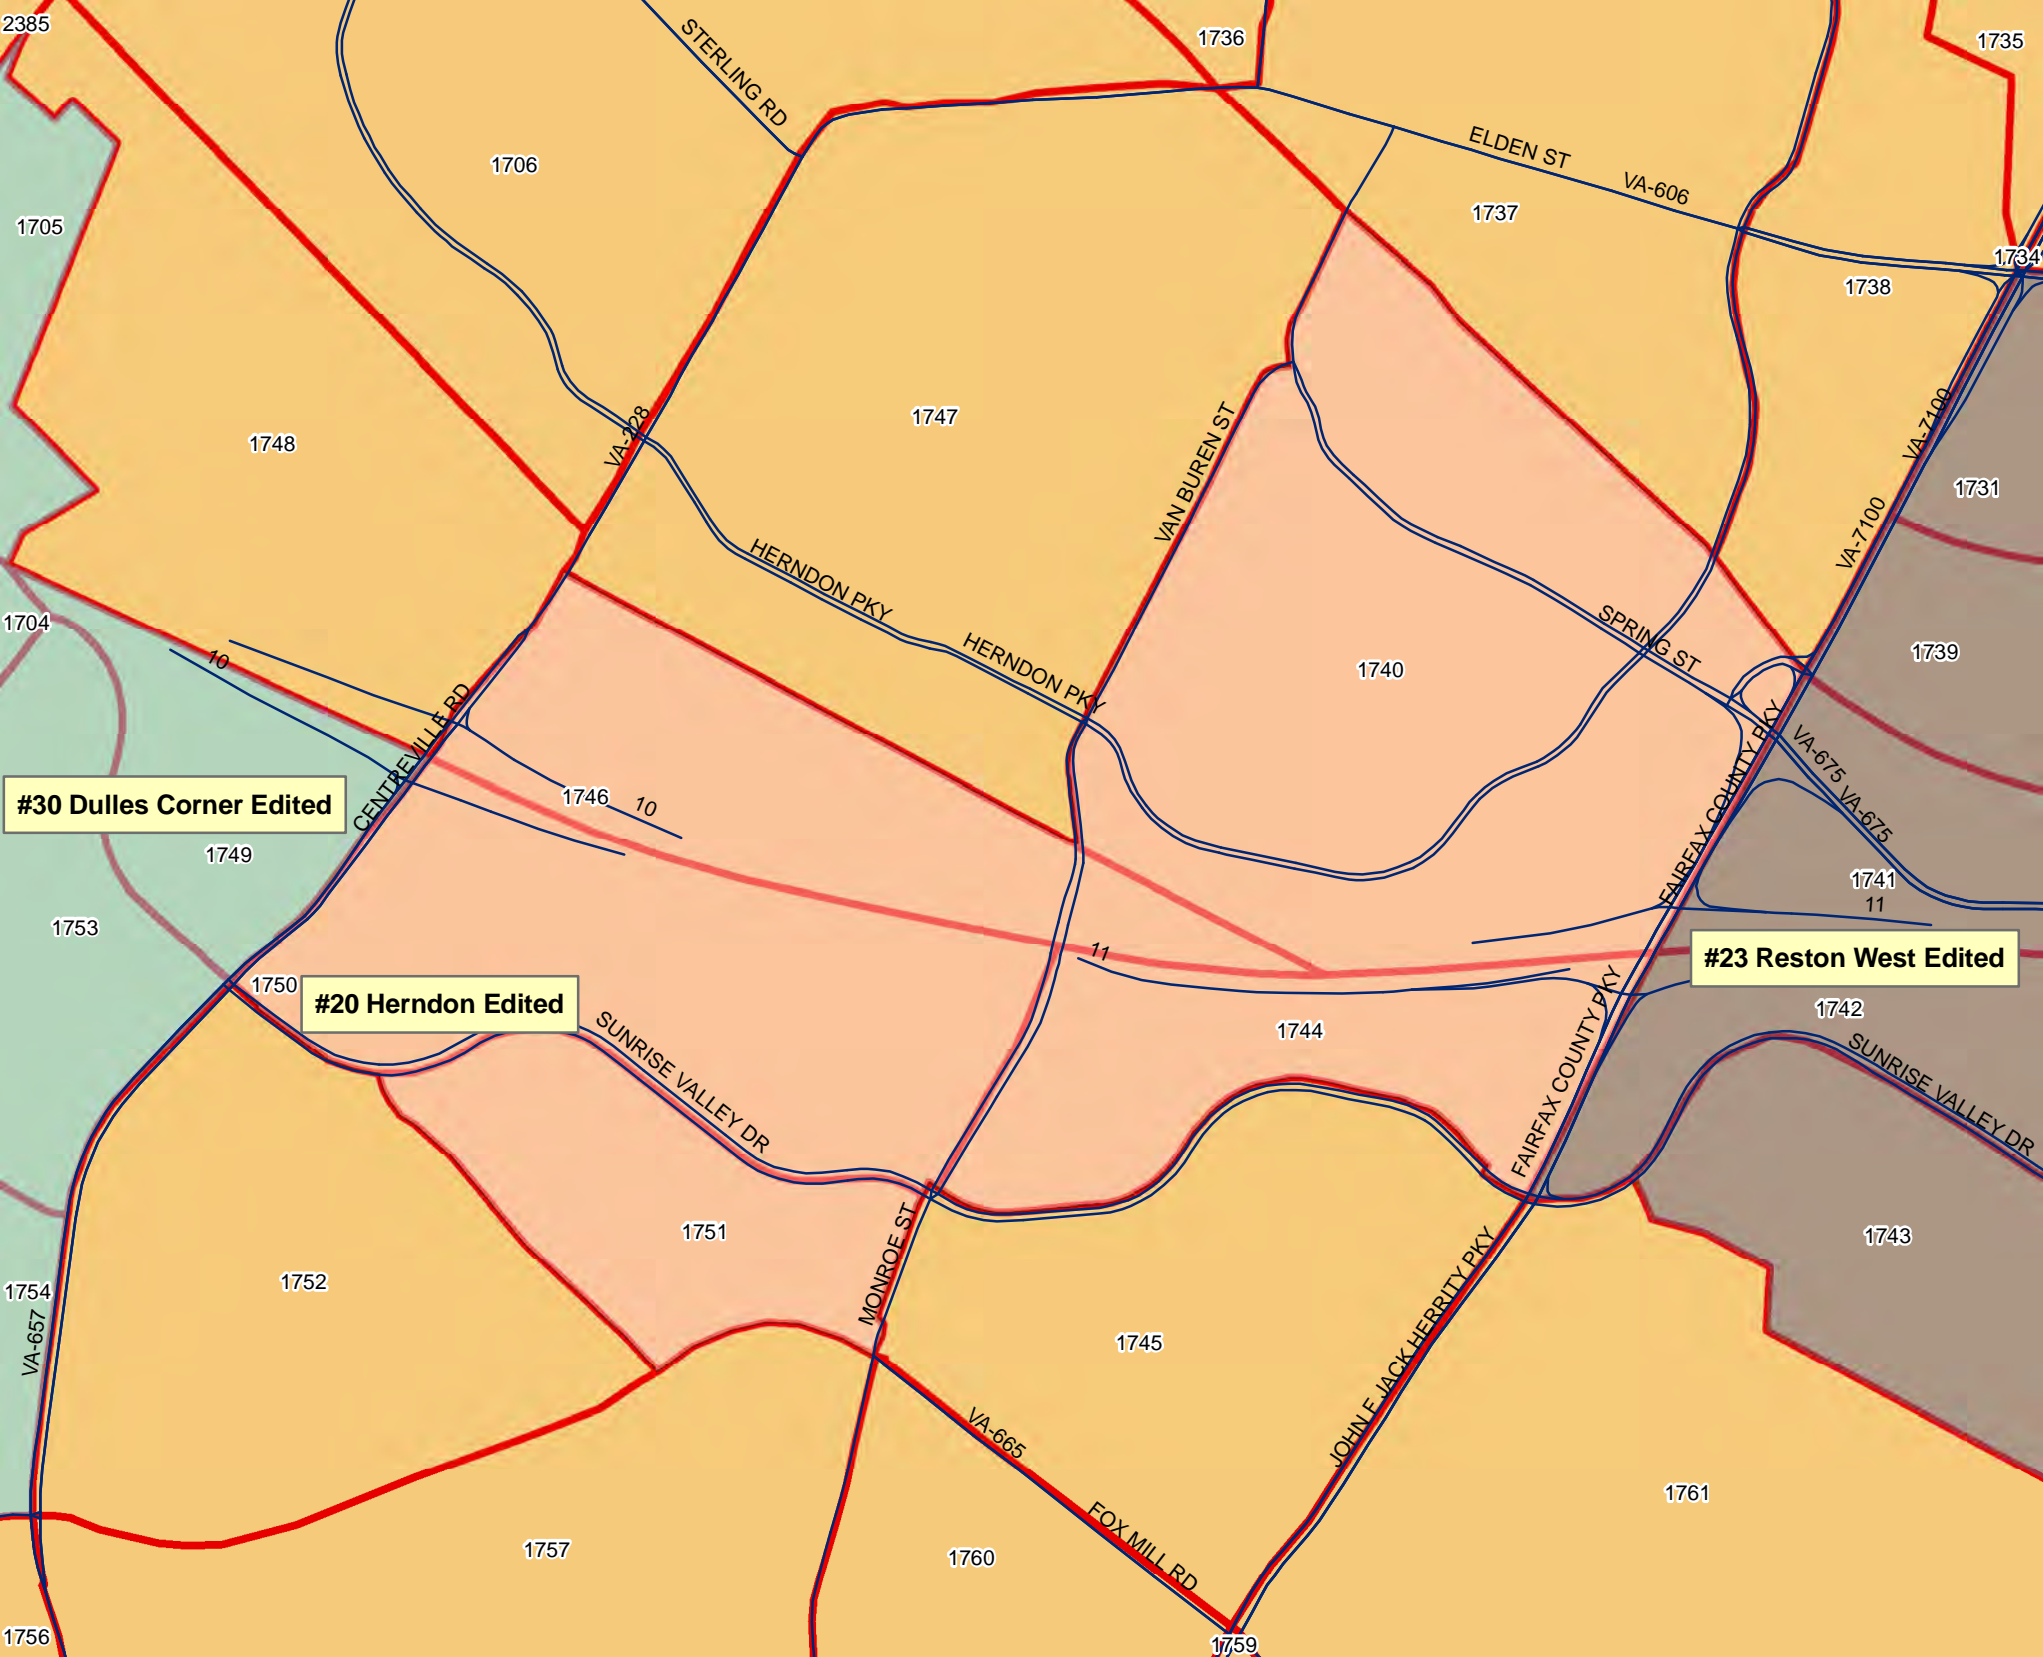 2385
1736
1735
STERLING RD
1706
ELDEN ST
VA-606
1705
1737
1734
1738
1748
VA-228
1747
VAN BUREN ST
VA-7100
1731
VA-7100
HERNDON PKY
1704
10
HERNDON PKY
1740
SPRING ST
1739
CENTREVILLE RD
1746
10
#30 Dulles Corner Edited
1749
FAIRFAX COUNTY PKY
VA-675
VA-675
1741
11
1753
11
#23 Reston West Edited
1750
#20 Herndon Edited
SUNRISE VALLEY DR
1744
1742
FAIRFAX COUNTY PKY
SUNRISE VALLEY DR
1751
MONROE ST
1743
1752
1754
VA-657
1745
JOHN F JACK HERRITY PKY
VA-665
1761
FOX MILL RD
1757
1760
1756
1759